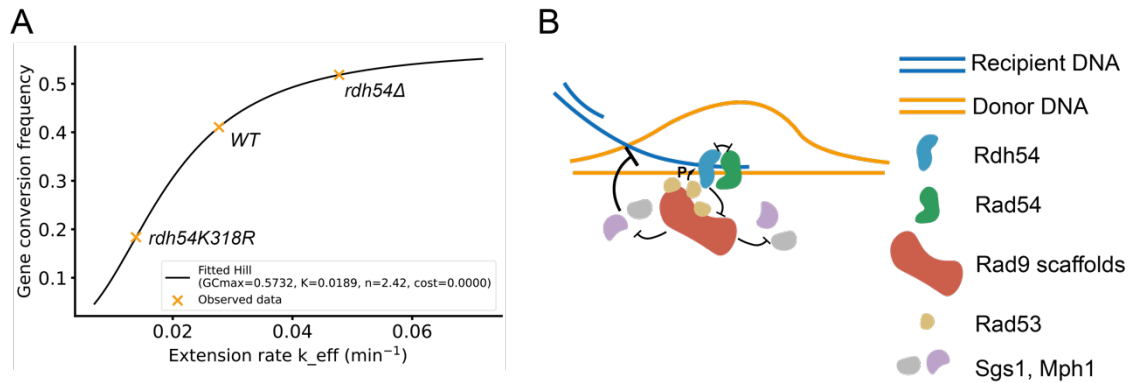 A
Gene conversion frequency
0.5
0.4
0.3
0.2
0.1
rdh54Δ
WT
rdh54K318R
Fitted Hill
(GCmax=0.5732, K=0.0189, n=2.42, cost=0.0000)
Observed data
0.02 0.04 0.06
Extension rate k_eff (min⁻¹)
B
P
Recipient DNA
Donor DNA
Rdh54
Rad54
Rad9 scaffolds
Rad53
Sgs1, Mph1